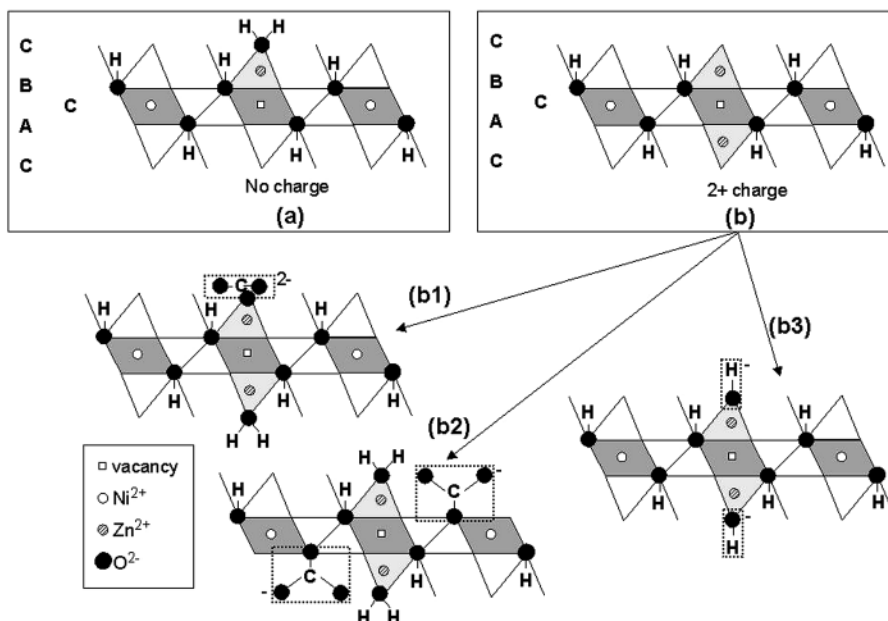 C
B
C
A
C
H
H H
H
H
H
H
H
No charge
(a)
C
B
C
A
C
H
H
H
H
H
H
2+ charge
(b)
C
2-
(b1)
H
H
H
H
H
H
H H
(b2)
H H
-
C
H
H
C
-
H
H
H H
(b3)
H
-
H
H
H
H
H
H
-
H
vacancy
Ni2+
Zn2+
O2-